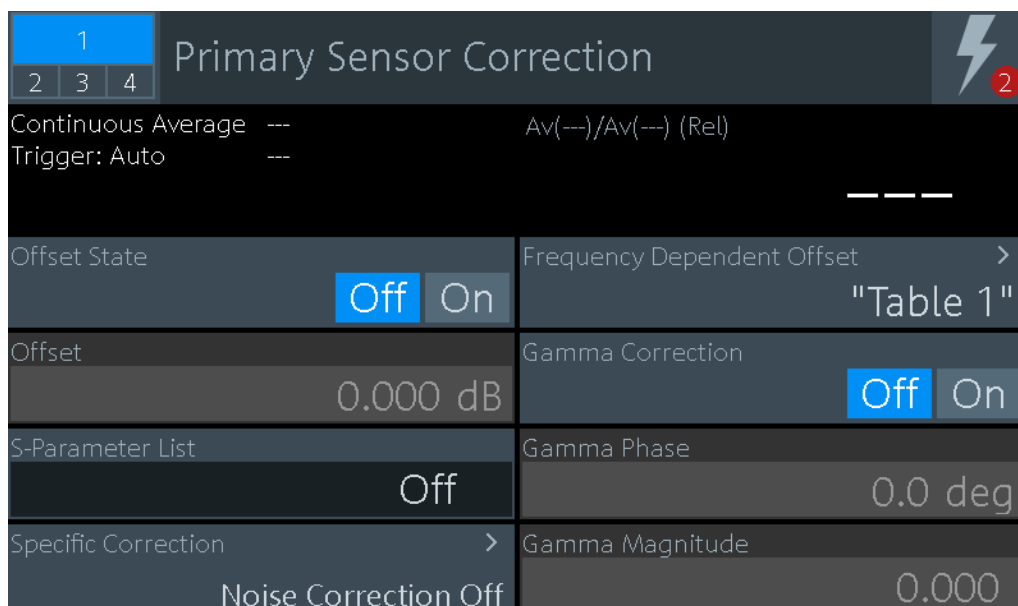 1
2 3 4
Primary Sensor Correction
2
Continuous Average ---
Trigger: Auto ---
Av(---)/Av(---) (Rel)
---
Offset State
Off On
Frequency Dependent Offset >
"Table 1"
Offset
0.000 dB
Gamma Correction
Off On
S-Parameter List
Off
Gamma Phase
0.0 deg
Specific Correction >
Noise Correction Off
Gamma Magnitude
0.000